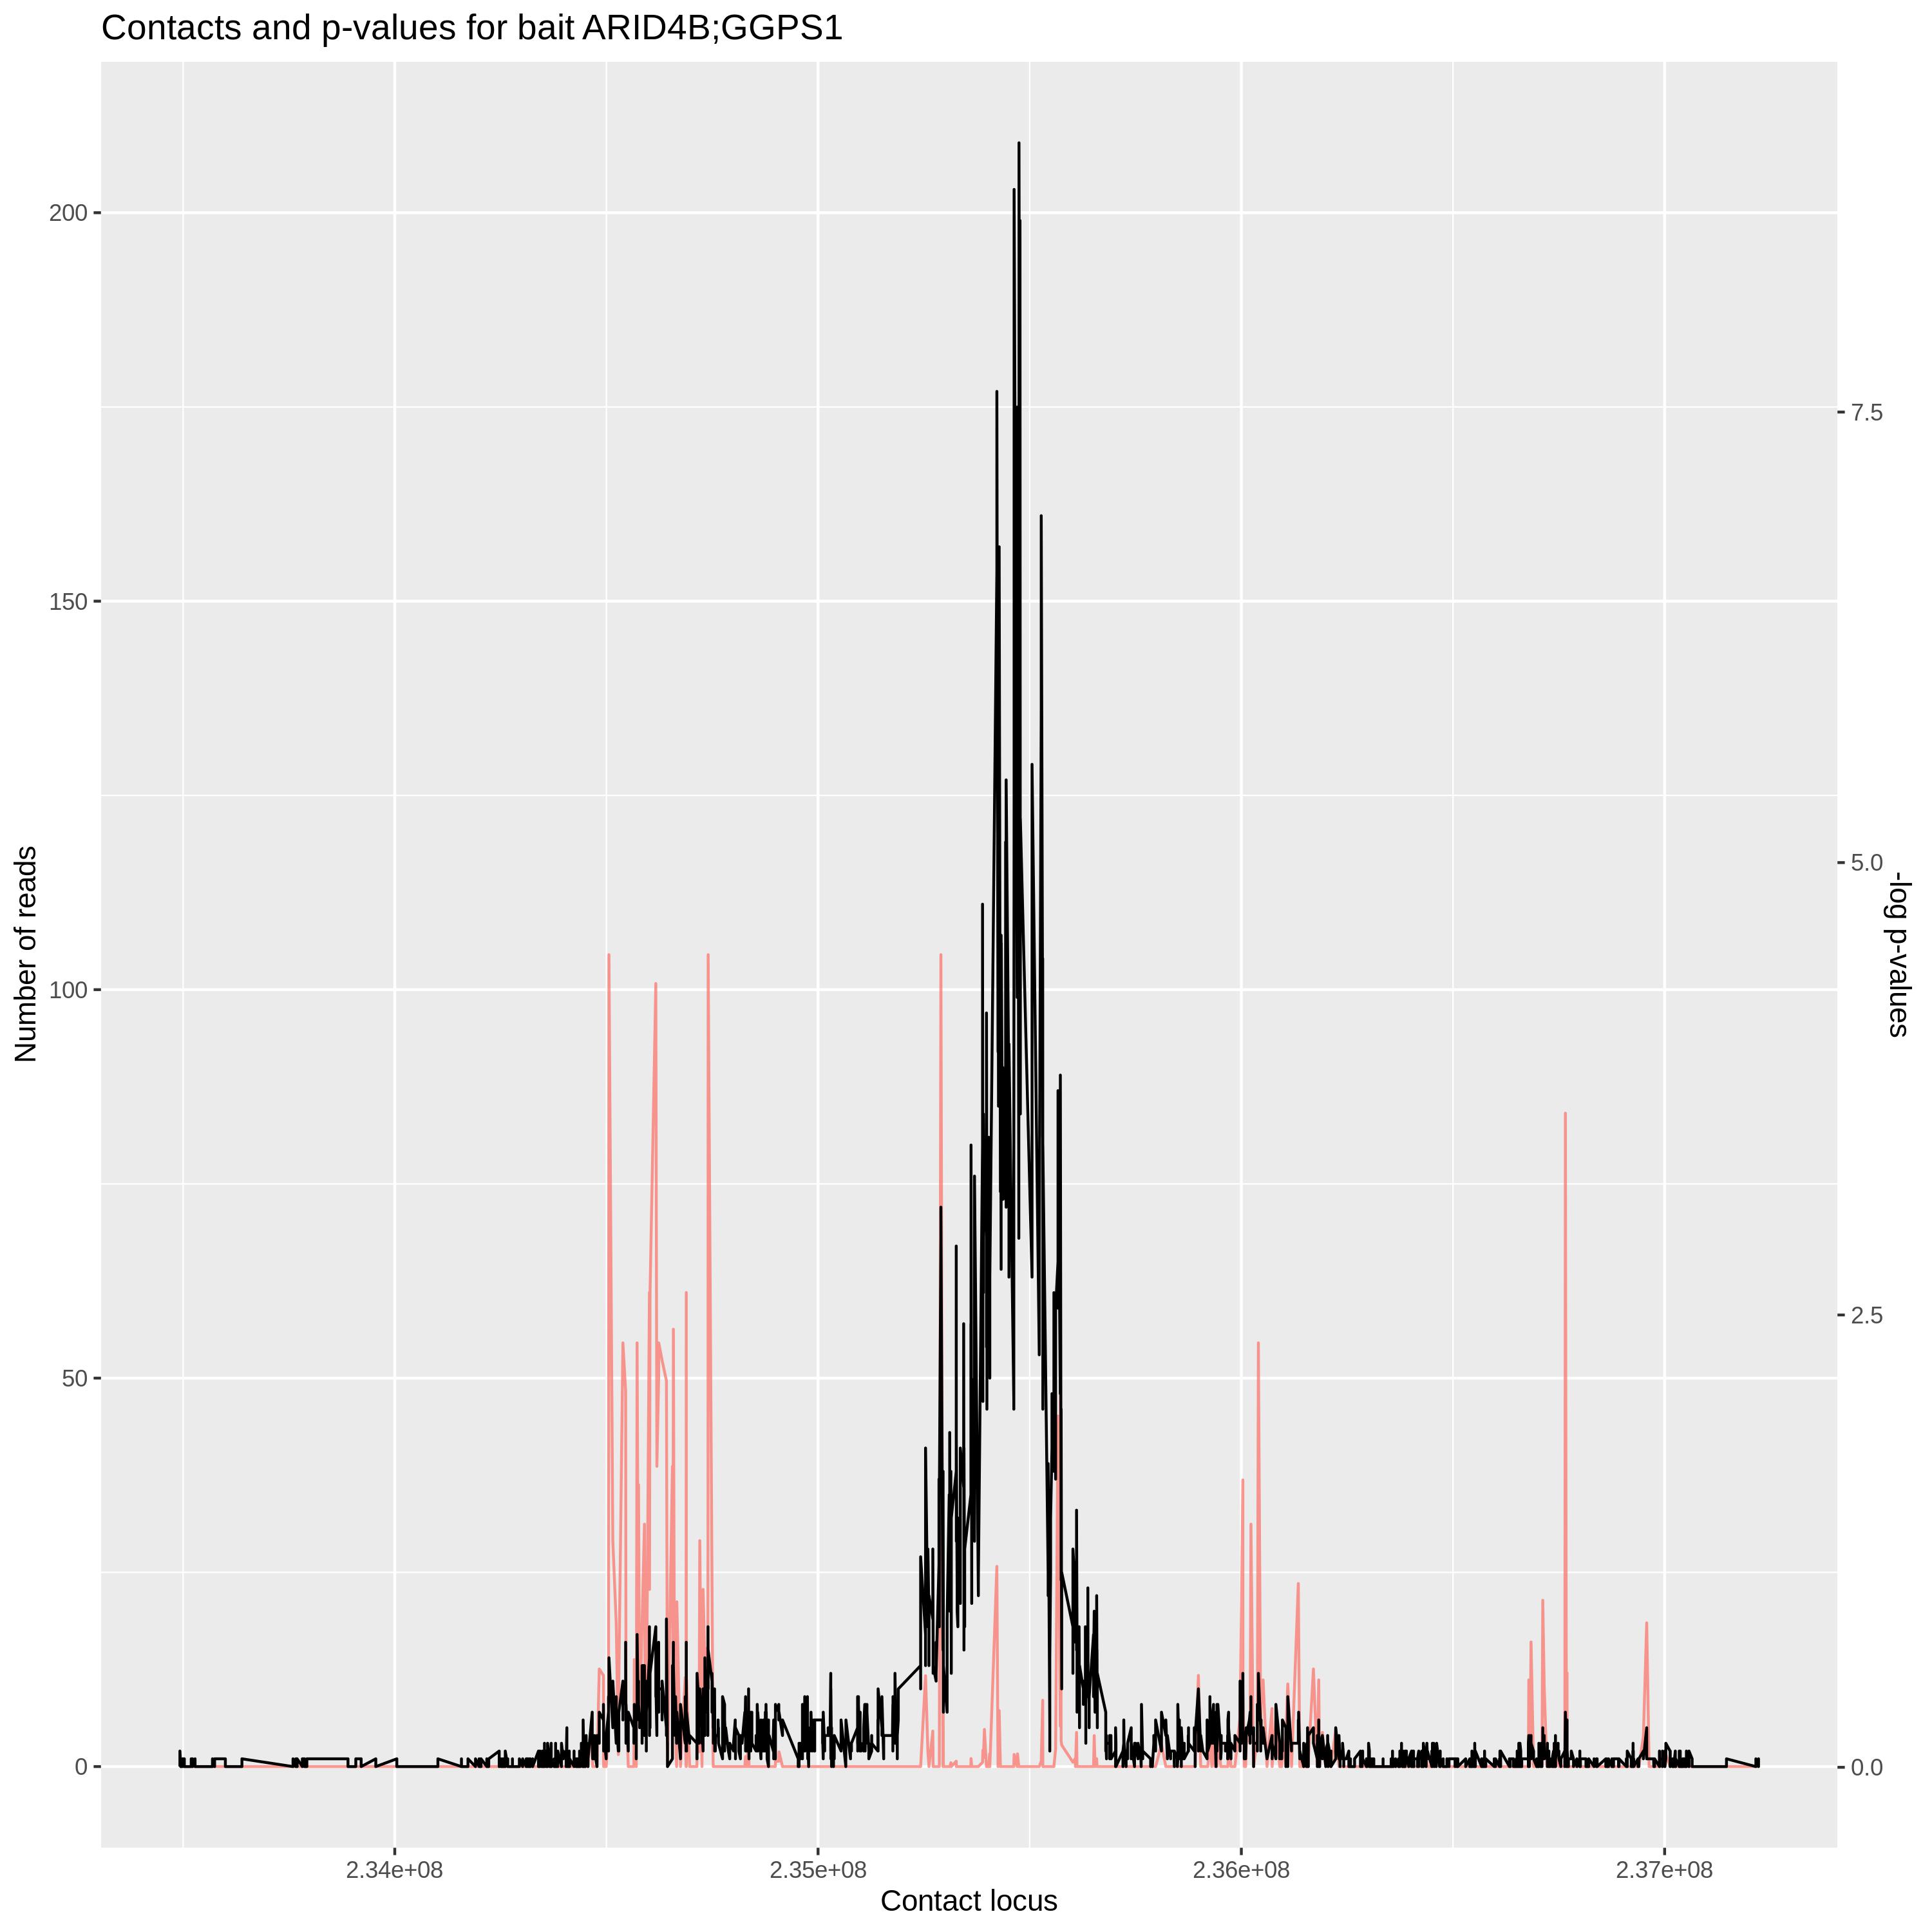 Contacts and p-values for bait ARID4B;GGPS1
200
150
100
50
0
Number of reads
7.5
5.0
2.5
0.0
-log p-values
2.34e+08
2.35e+08
2.36e+08
2.37e+08
Contact locus